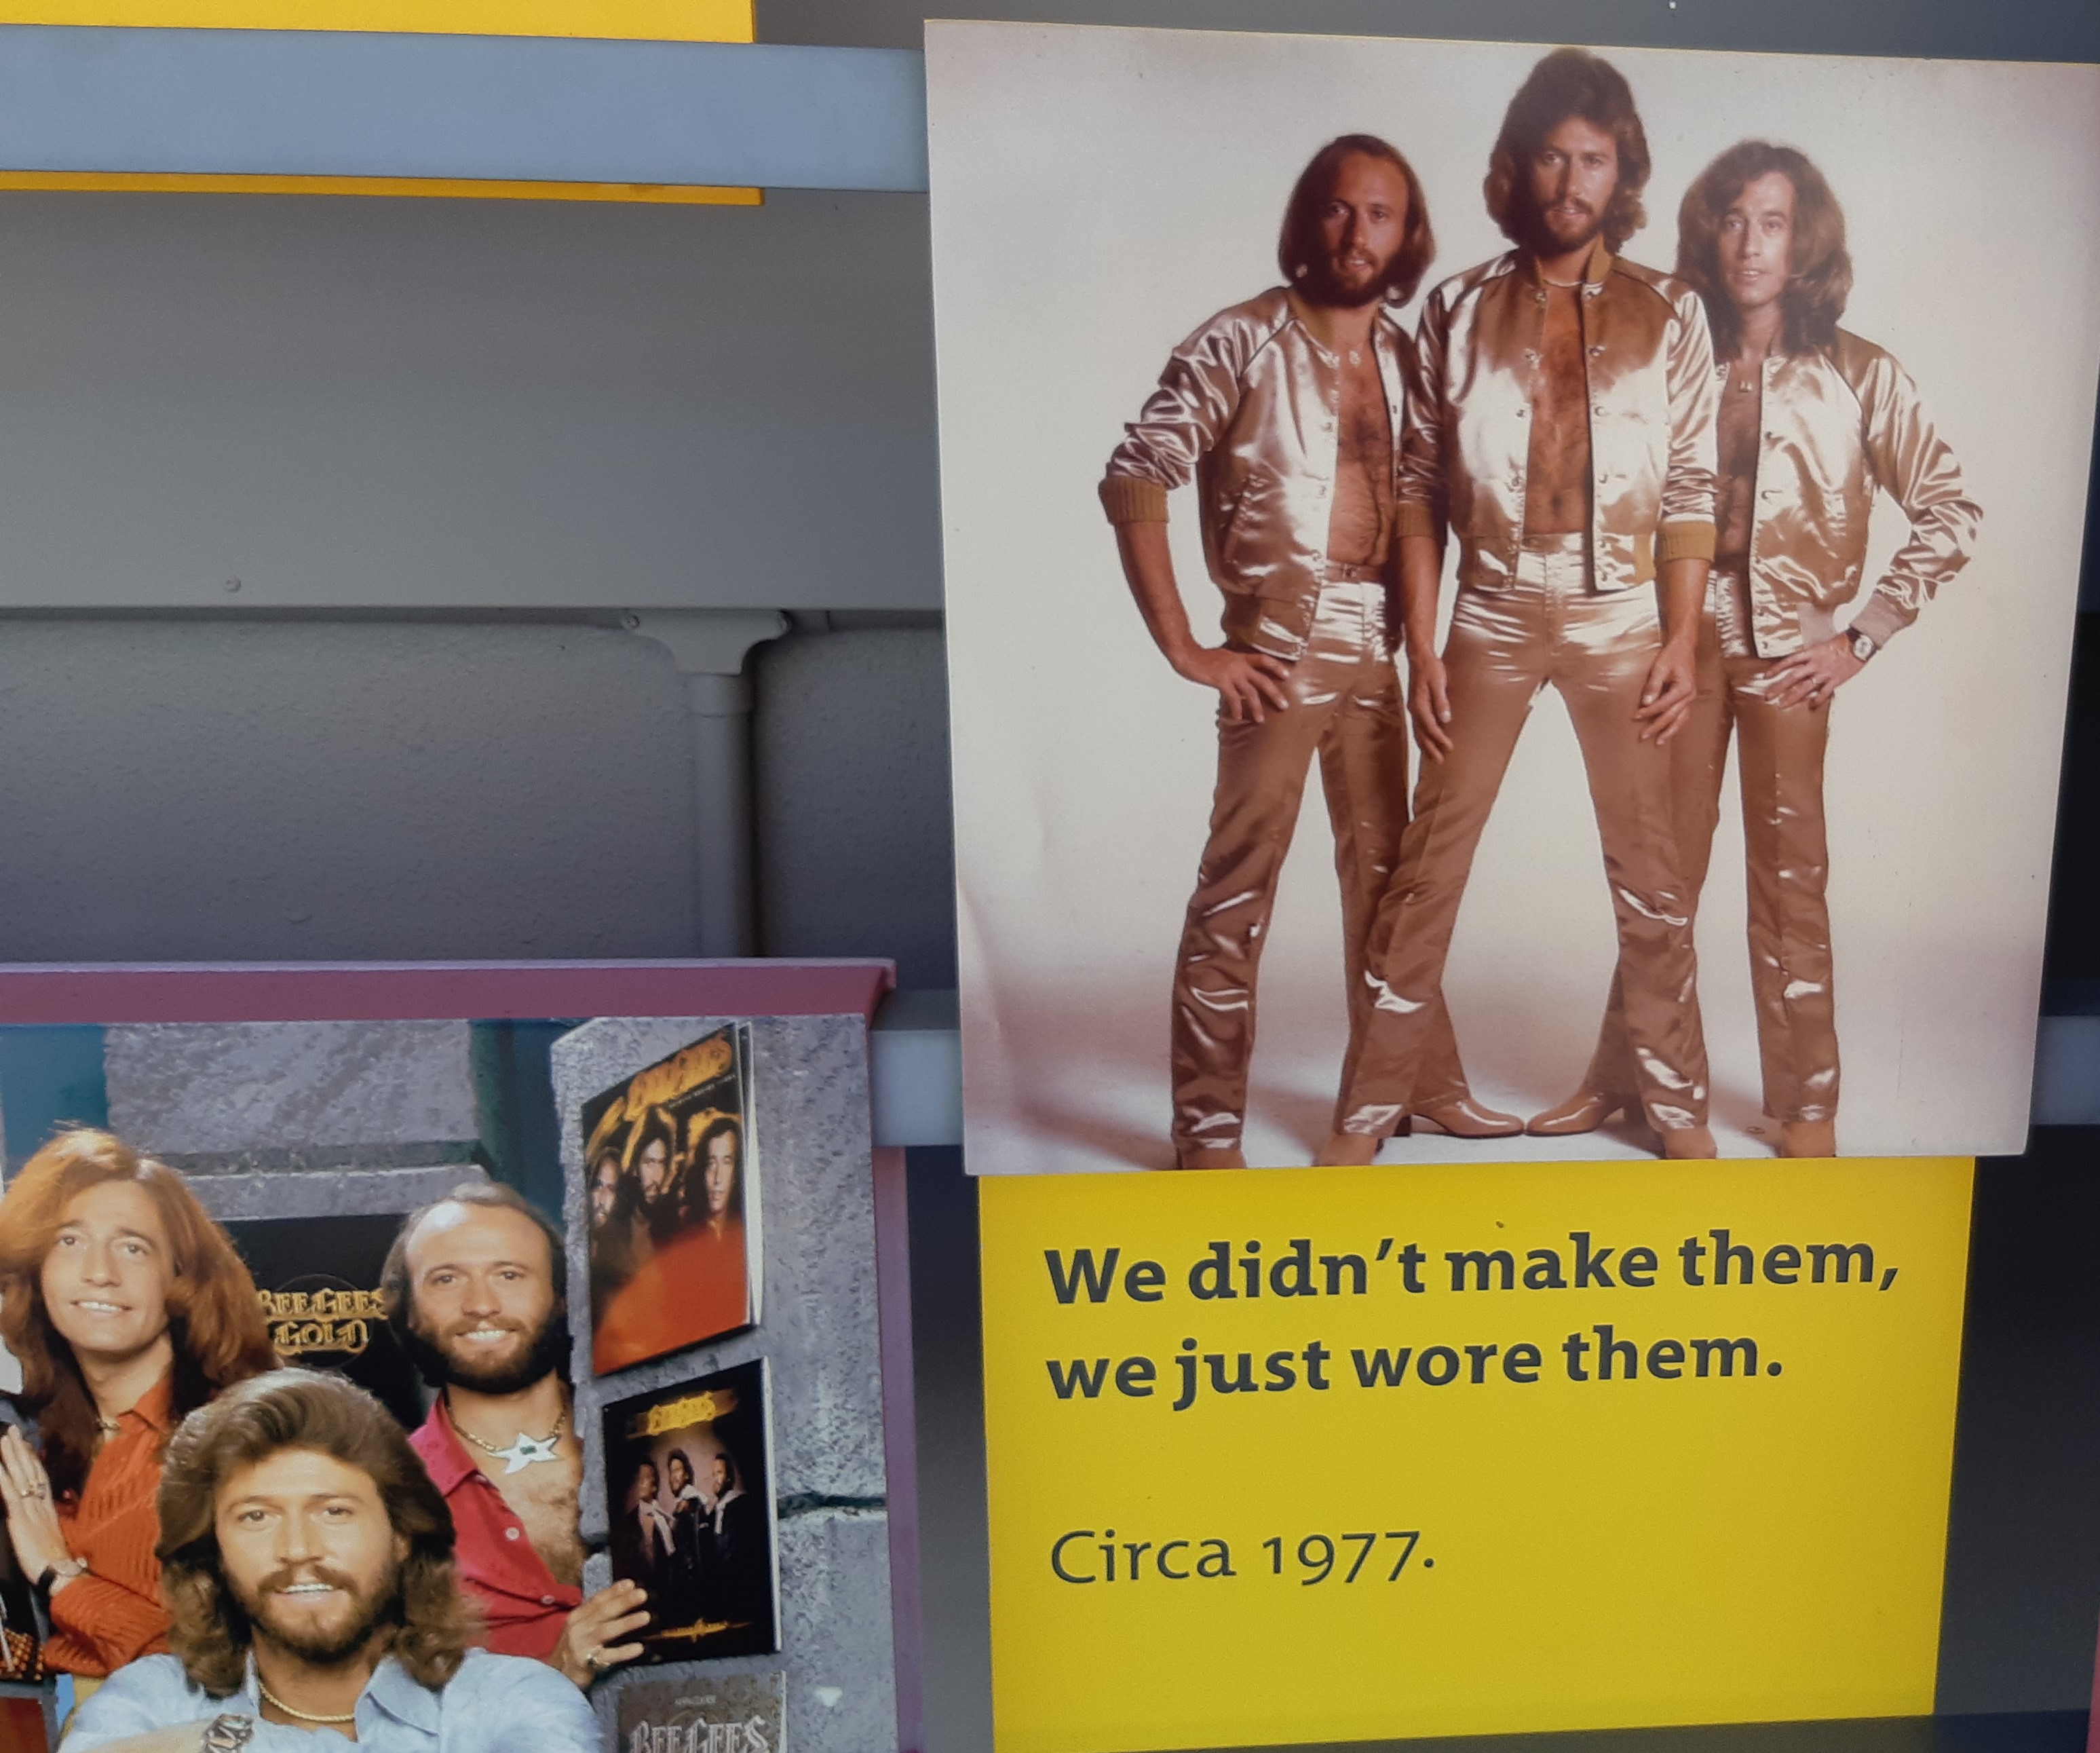 BEE GEES
GOLD
BEE GEES
We didn't make them,
we just wore them.
Circa 1977.